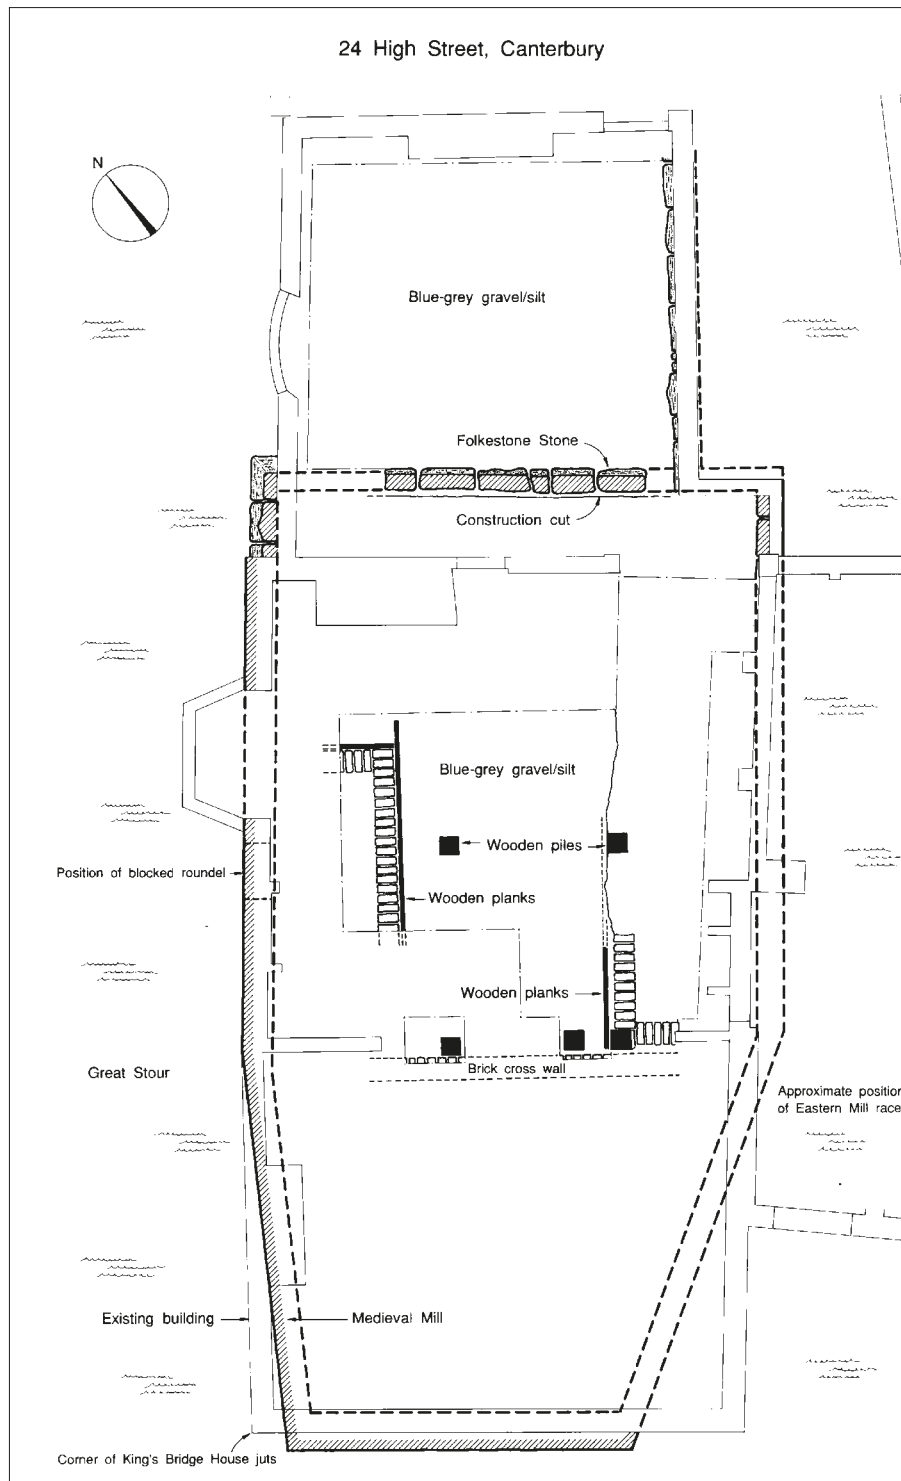 24 High Street, Canterbury
N
Blue-grey gravel/silt
Folkestone Stone
Construction cut
Blue-grey gravel/silt
Wooden piles
Position of blocked roundel
Wooden planks
Wooden planks
Brick cross wall
Great Stour
Approximate position
of Eastern Mill race
Existing building
Medieval Mill
Corner of King's Bridge House juts